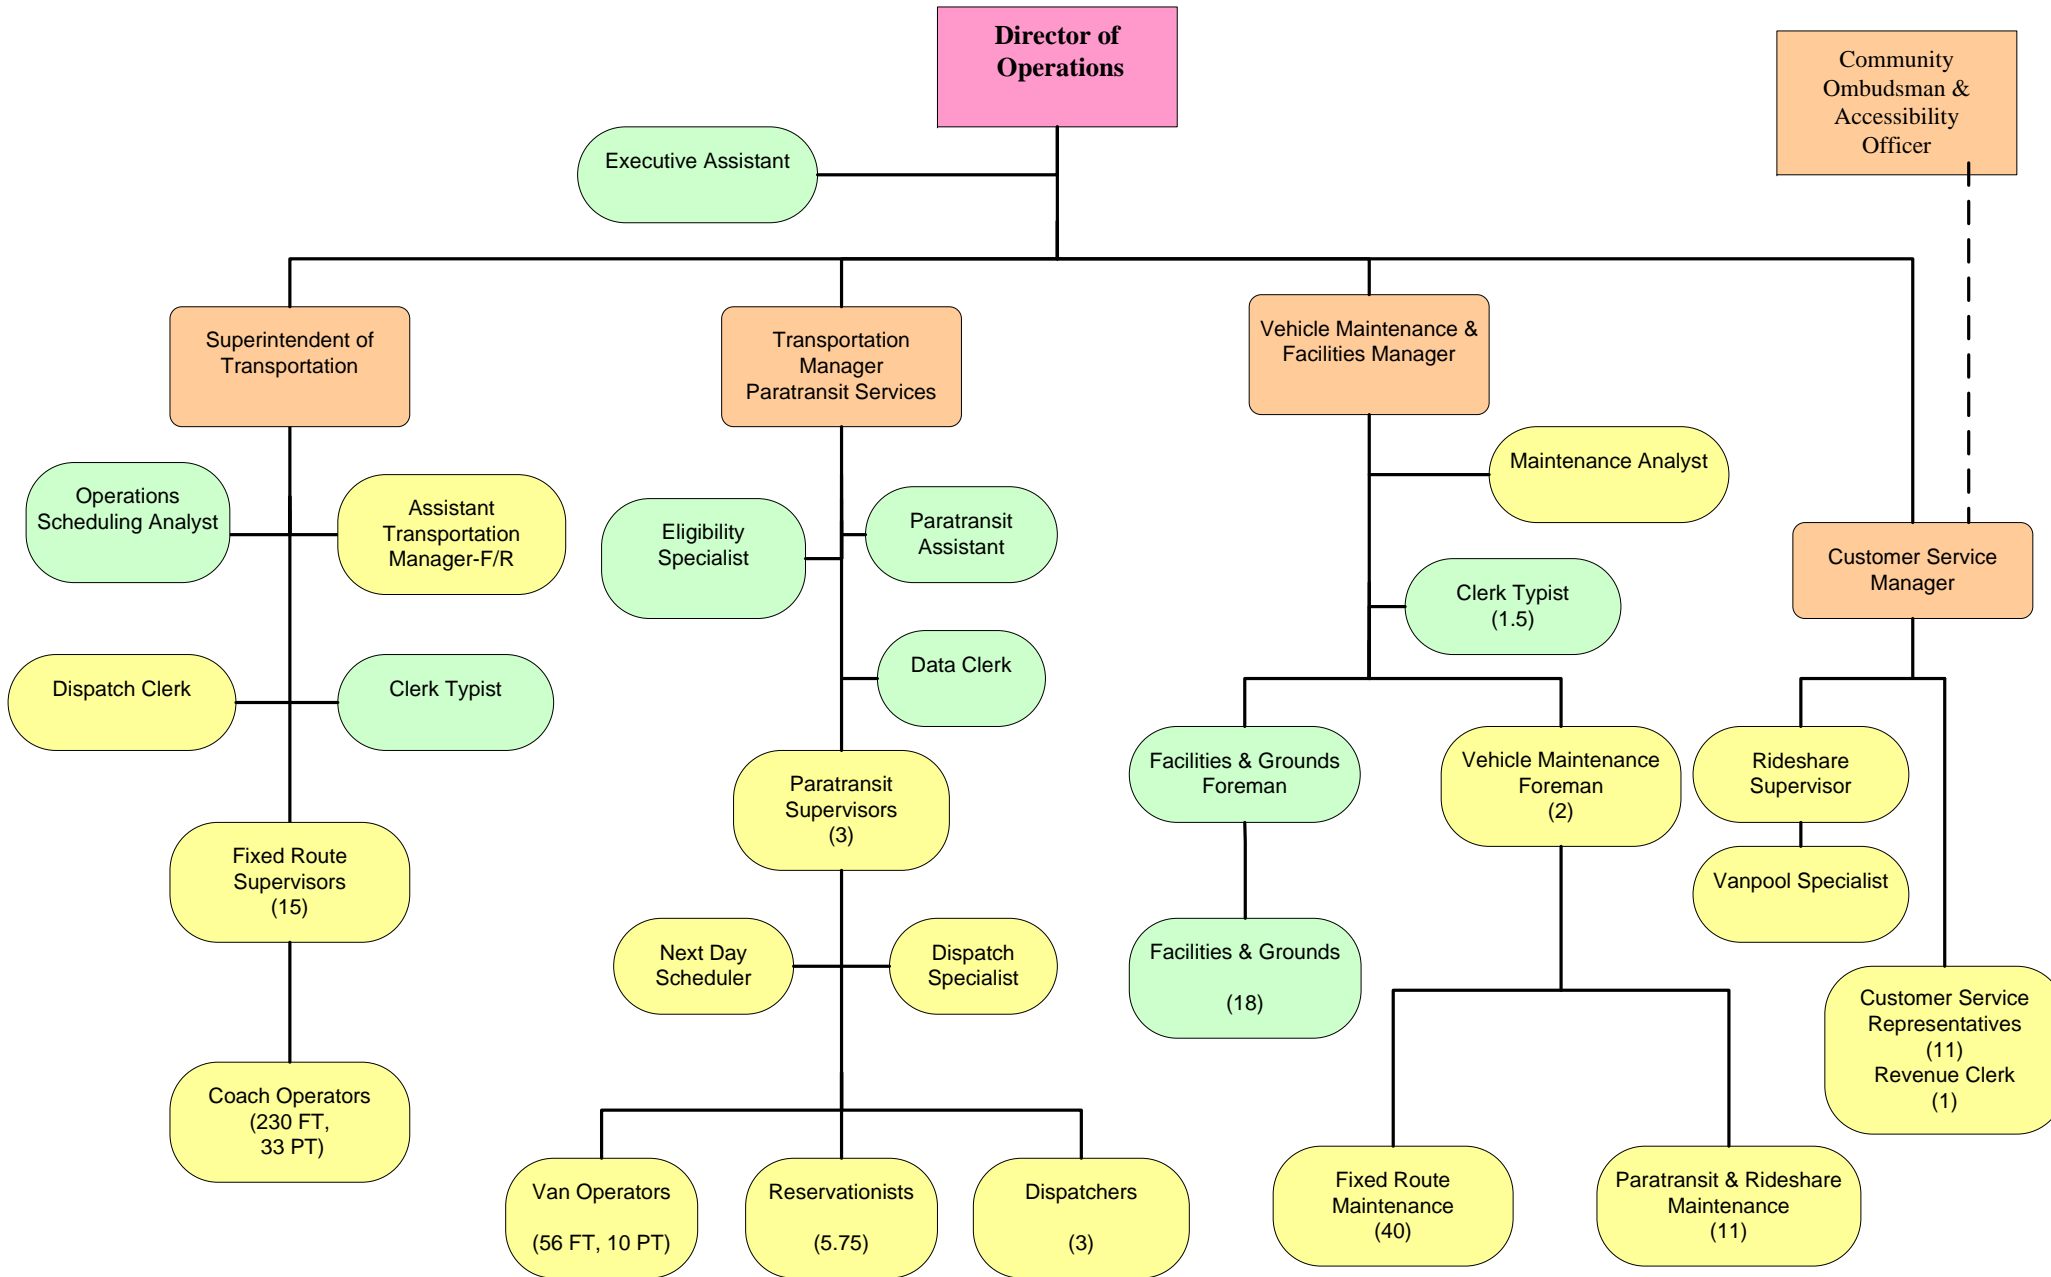 Director of
Operations
Community
Ombudsman &
Accessibility
Officer
Executive Assistant
Superintendent of
Transportation
Transportation
Manager
Paratransit Services
Vehicle Maintenance &
Facilities Manager
Customer Service
Manager
Operations
Scheduling Analyst
Assistant
Transportation
Manager-F/R
Dispatch Clerk
Clerk Typist
Fixed Route
Supervisors
(15)
Coach Operators
(230 FT,
33 PT)
Eligibility
Specialist
Paratransit
Assistant
Data Clerk
Paratransit
Supervisors
(3)
Next Day
Scheduler
Dispatch
Specialist
Van Operators
(56 FT, 10 PT)
Reservationists
(5.75)
Dispatchers
(3)
Maintenance Analyst
Clerk Typist
(1.5)
Facilities & Grounds
Foreman
Facilities & Grounds
(18)
Vehicle Maintenance
Foreman
(2)
Fixed Route
Maintenance
(40)
Paratransit & Rideshare
Maintenance
(11)
Rideshare
Supervisor
Vanpool Specialist
Customer Service
Representatives
(11)
Revenue Clerk
(1)